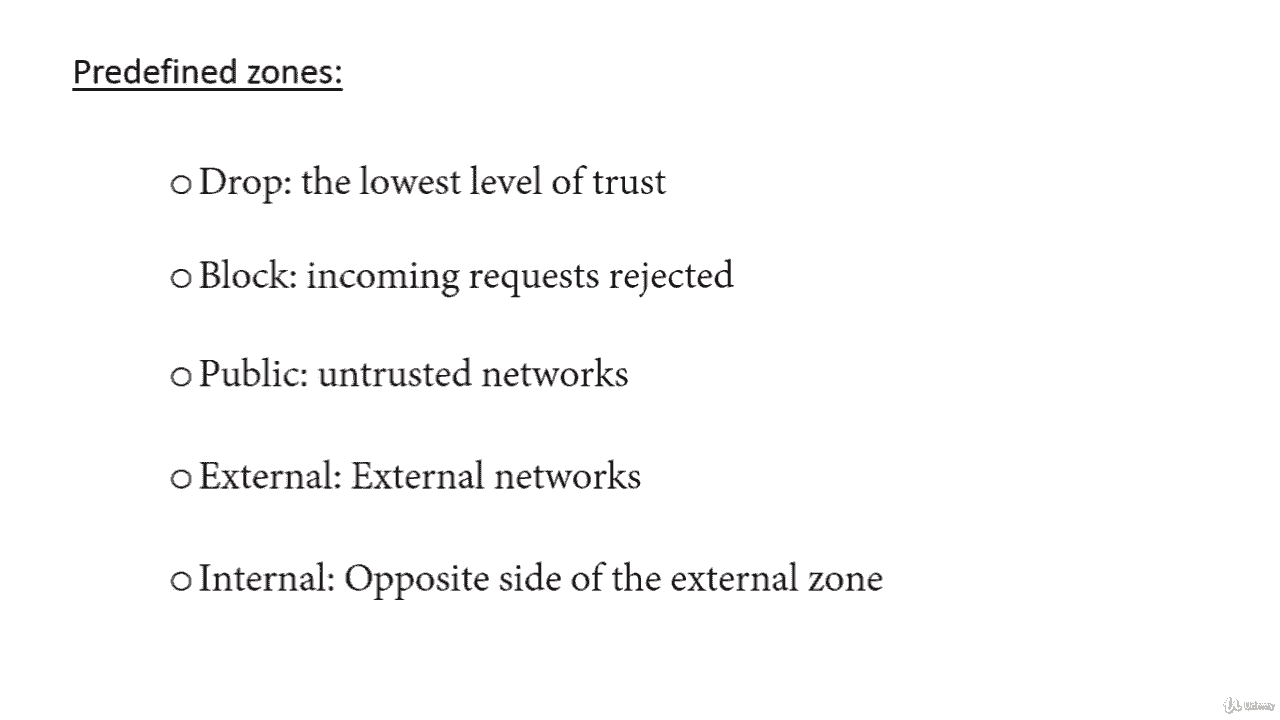 Predefined zones:
Drop: the lowest level of trust
Block: incoming requests rejected
Public: untrusted networks
External: External networks
Internal: Opposite side of the external zone
Udemy